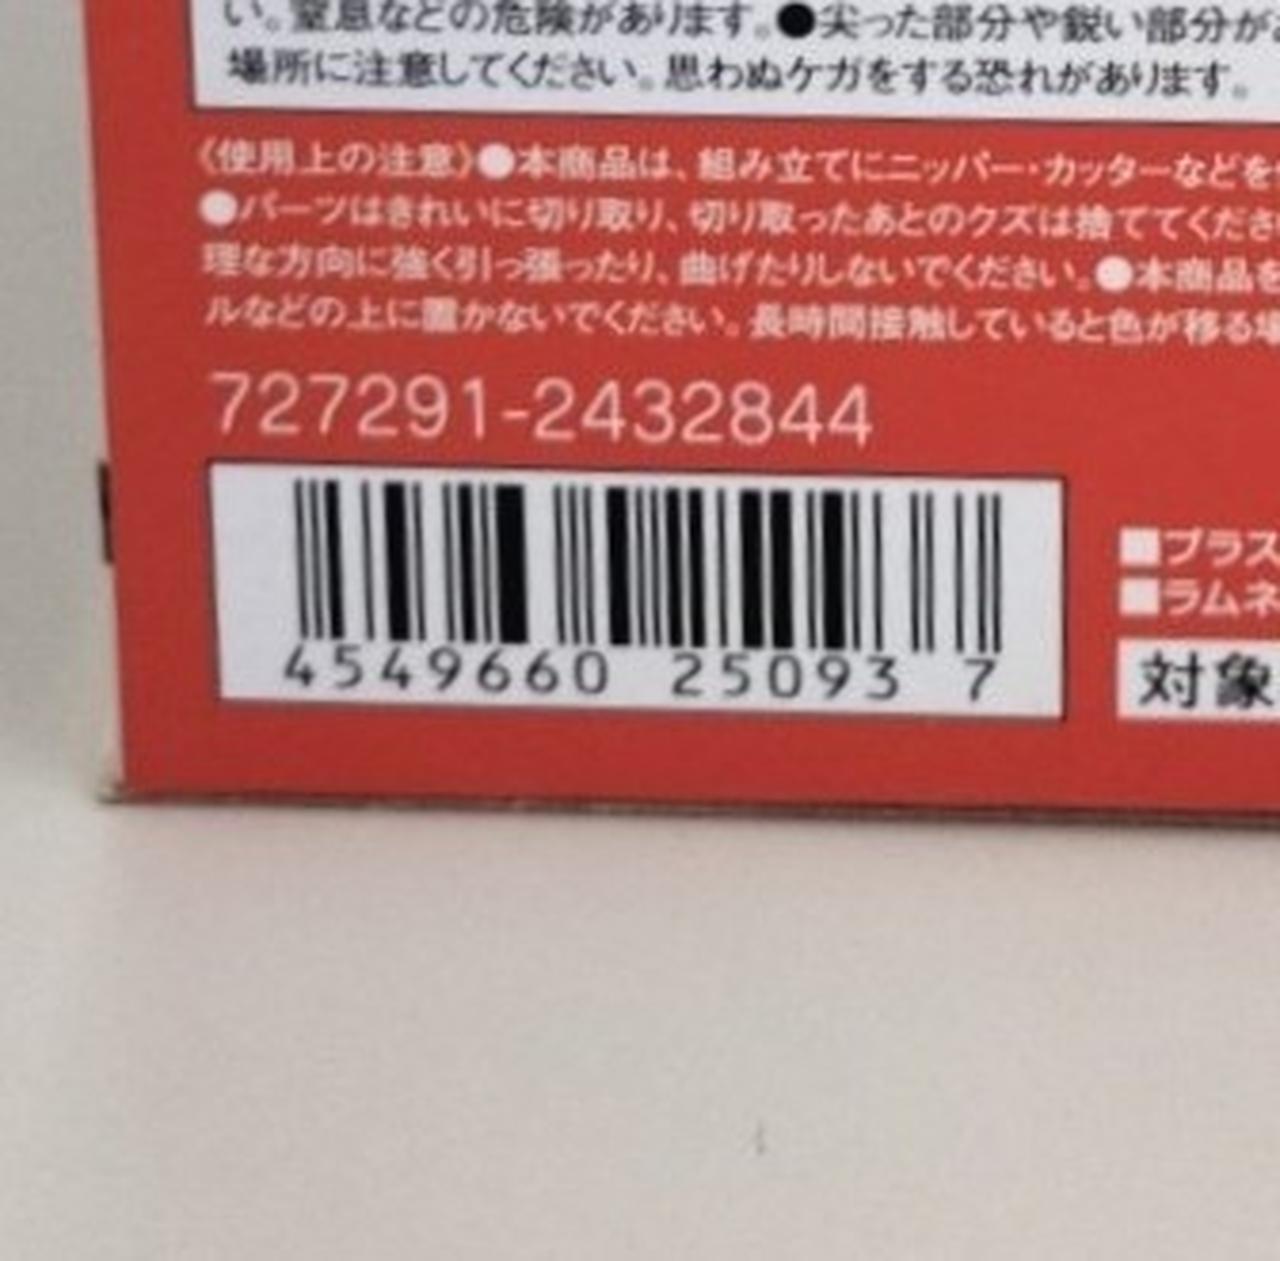 い。窒息などの危険があります。●尖った部分や鋭い部分が
場所に注意してください。思わぬケガをする恐れがあります。
《使用上の注意》●本商品は、組み立てにニッパー・カッターなどを
●パーツはきれいに切り取り、切り取ったあとのクズは捨ててくださ
理な方向に強く引っ張ったり、曲げたりしないでください。●本商品を
ルなどの上に置かないでください。長時間接触していると色が移る場
727291-2432844
4549660 25093 7
■プラス
■ラムネ
対象